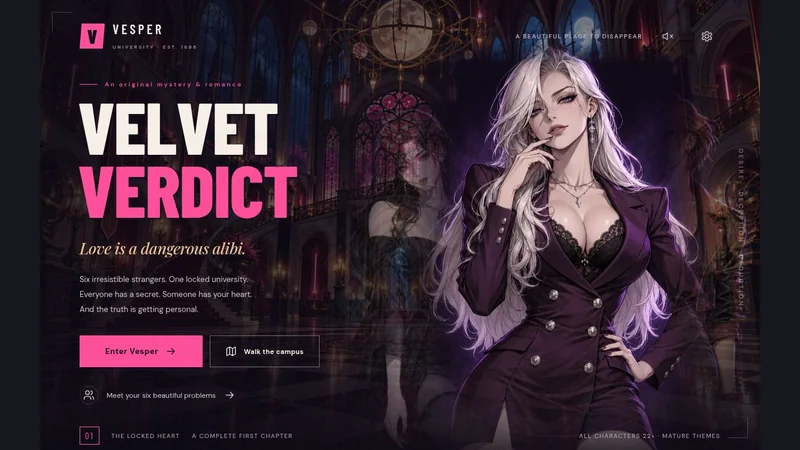 V
VESPER
UNIVERSITY · EST. 1896
A BEAUTIFUL PLACE TO DISAPPEAR
An original mystery & romance
VELVET
VERDICT
Love is a dangerous alibi.
Six irresistible strangers. One locked university.
Everyone has a secret. Someone has your heart.
And the truth is getting personal.
Enter Vesper
Walk the campus
Meet your six beautiful problems
01
THE LOCKED HEART
A COMPLETE FIRST CHAPTER
ALL CHARACTERS 22+ · MATURE THEMES